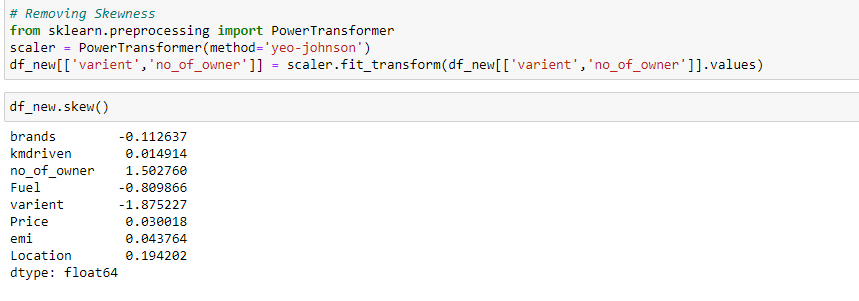 # Removing Skewness
from sklearn.preprocessing import PowerTransformer
scaler = PowerTransformer(method='yeo-johnson')
df_new[['varient','no_of_owner']] = scaler.fit_transform(df_new[['varient','no_of_owner']].values)
df_new.skew()
brands -0.112637
kmdriven 0.014914
no_of_owner 1.502760
Fuel -0.809866
varient -1.875227
Price 0.030018
emi 0.043764
Location 0.194202
dtype: float64